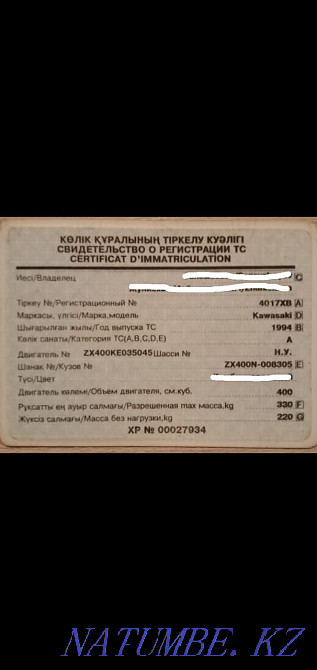 КӨЛІК ҚҰРАЛЫНЫҢ ТІРКЕЛУ КУӘЛІГІ
СВИДЕТЕЛЬСТВО О РЕГИСТРАЦИИ ТС
CERTIFICAT D'IMMATRICULATION
Иесі/Владелец C
Тіркеу №/Регистрационный № 4017XB A
Маркасы, үлгісі/Марка,модель Kawasaki D
Шығарылған жылы/Год выпуска ТС 1994 B
Көлік санаты/Категория ТС(А,В,С,D,Е) A
Двигатель № ZX400KE035045 Шасси № Н.У.
Шанақ №/Кузов № ZX400N-008305 E
Түсі/Цвет
Двигатель көлемі/Объем двигателя, см.куб. 400
Рұқсатты ең ауыр салмағы/Разрешенная max масса,kg 330 F
Жүксіз салмағы/Масса без нагрузки,kg 220 G
ХР № 00027934
NATUMBE.KZ